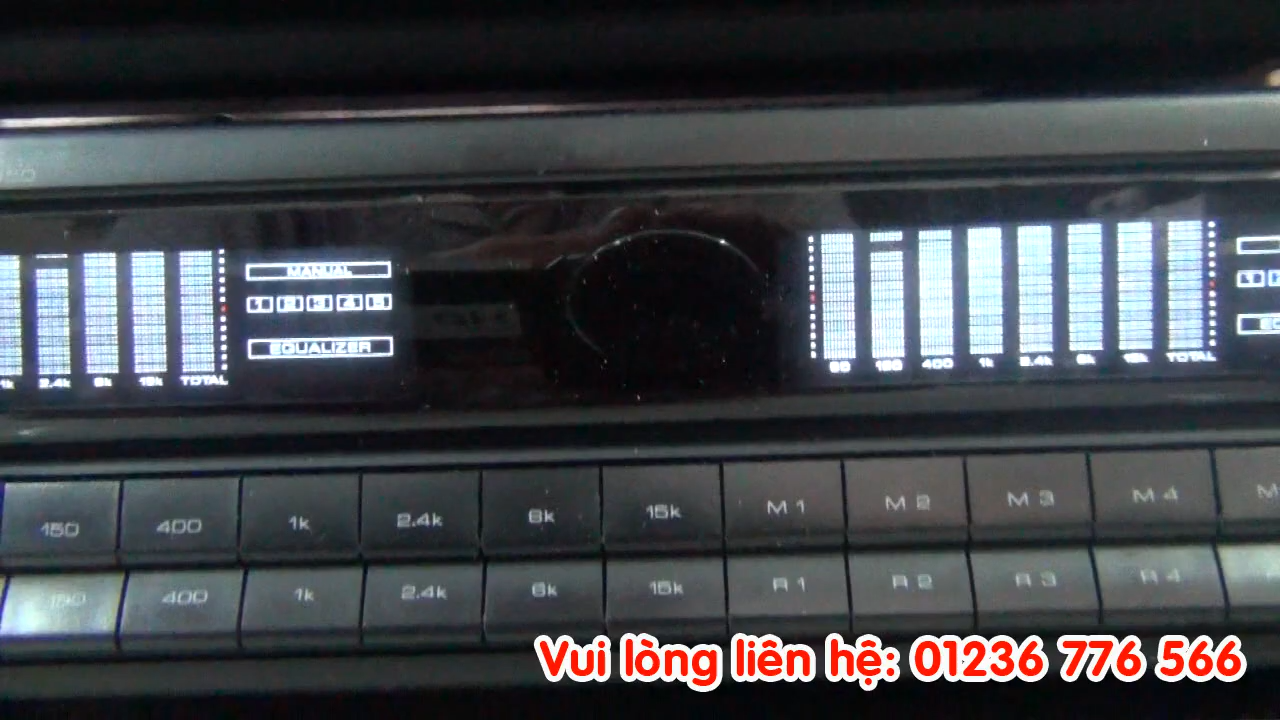 MANUAL
1 2 3 4 5
EQUALIZER
1k 2.4k 6k 15k TOTAL
60 150 400 1k 2.4k 6k 15k TOTAL
150 400 1k 2.4k 6k 15k M 1 M 2 M 3 M 4 M
150 400 1k 2.4k 6k 15k R 1 R 2 R 3 R 4
Vui lòng liên hệ: 01236 776 566